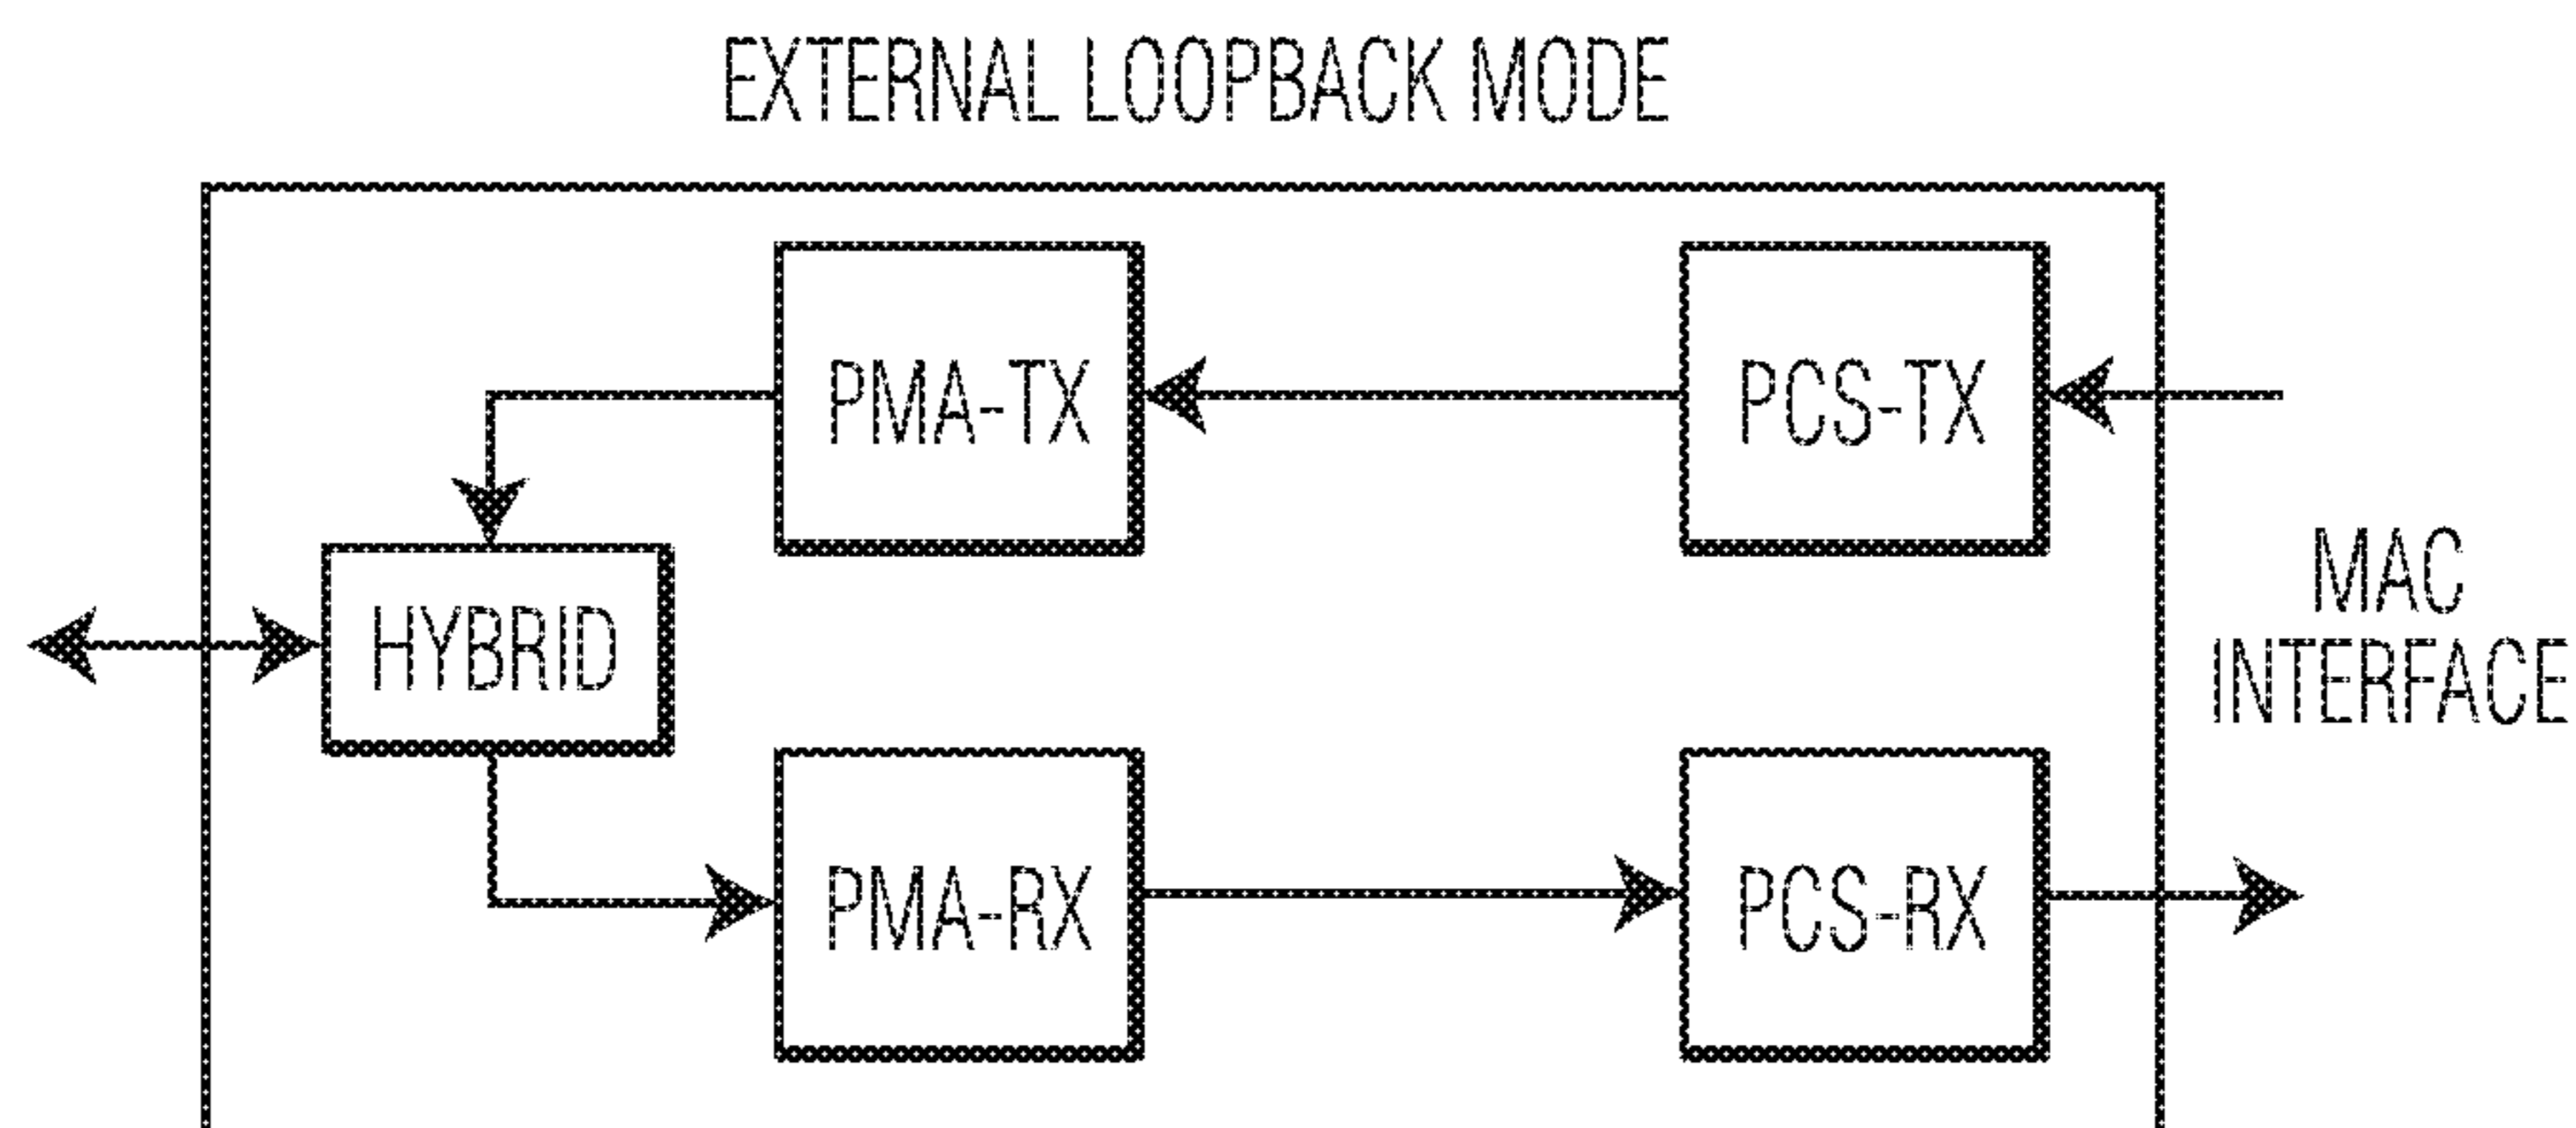 EXTERNAL LOOPBACK MODE
PMA-TX
PCS-TX
HYBRID
MAC
INTERFACE
PMA-RX
PCS-RX